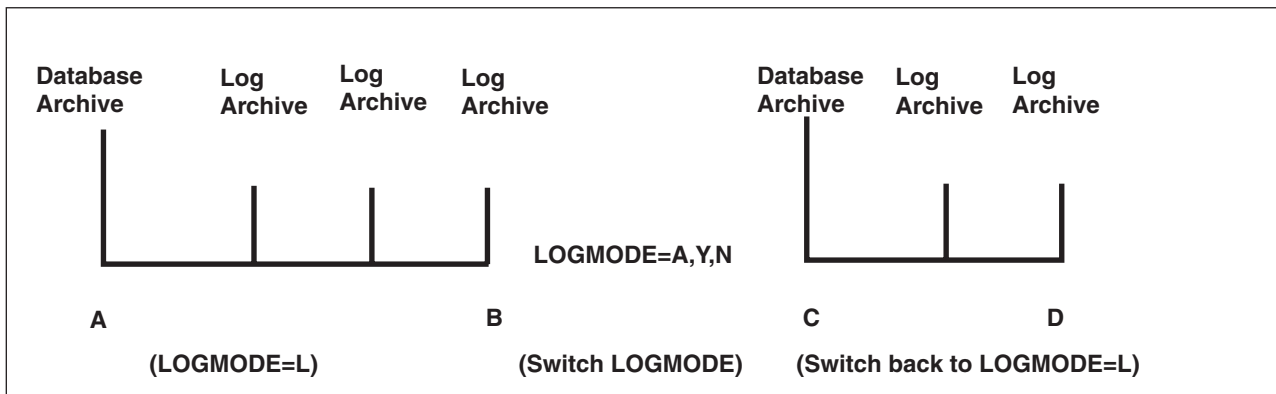 Database
Archive
Log
Archive
Log
Archive
Log
Archive
LOGMODE=A,Y,N
Database
Archive
Log
Archive
Log
Archive
A
B
C
D
(LOGMODE=L)
(Switch LOGMODE)
(Switch back to LOGMODE=L)